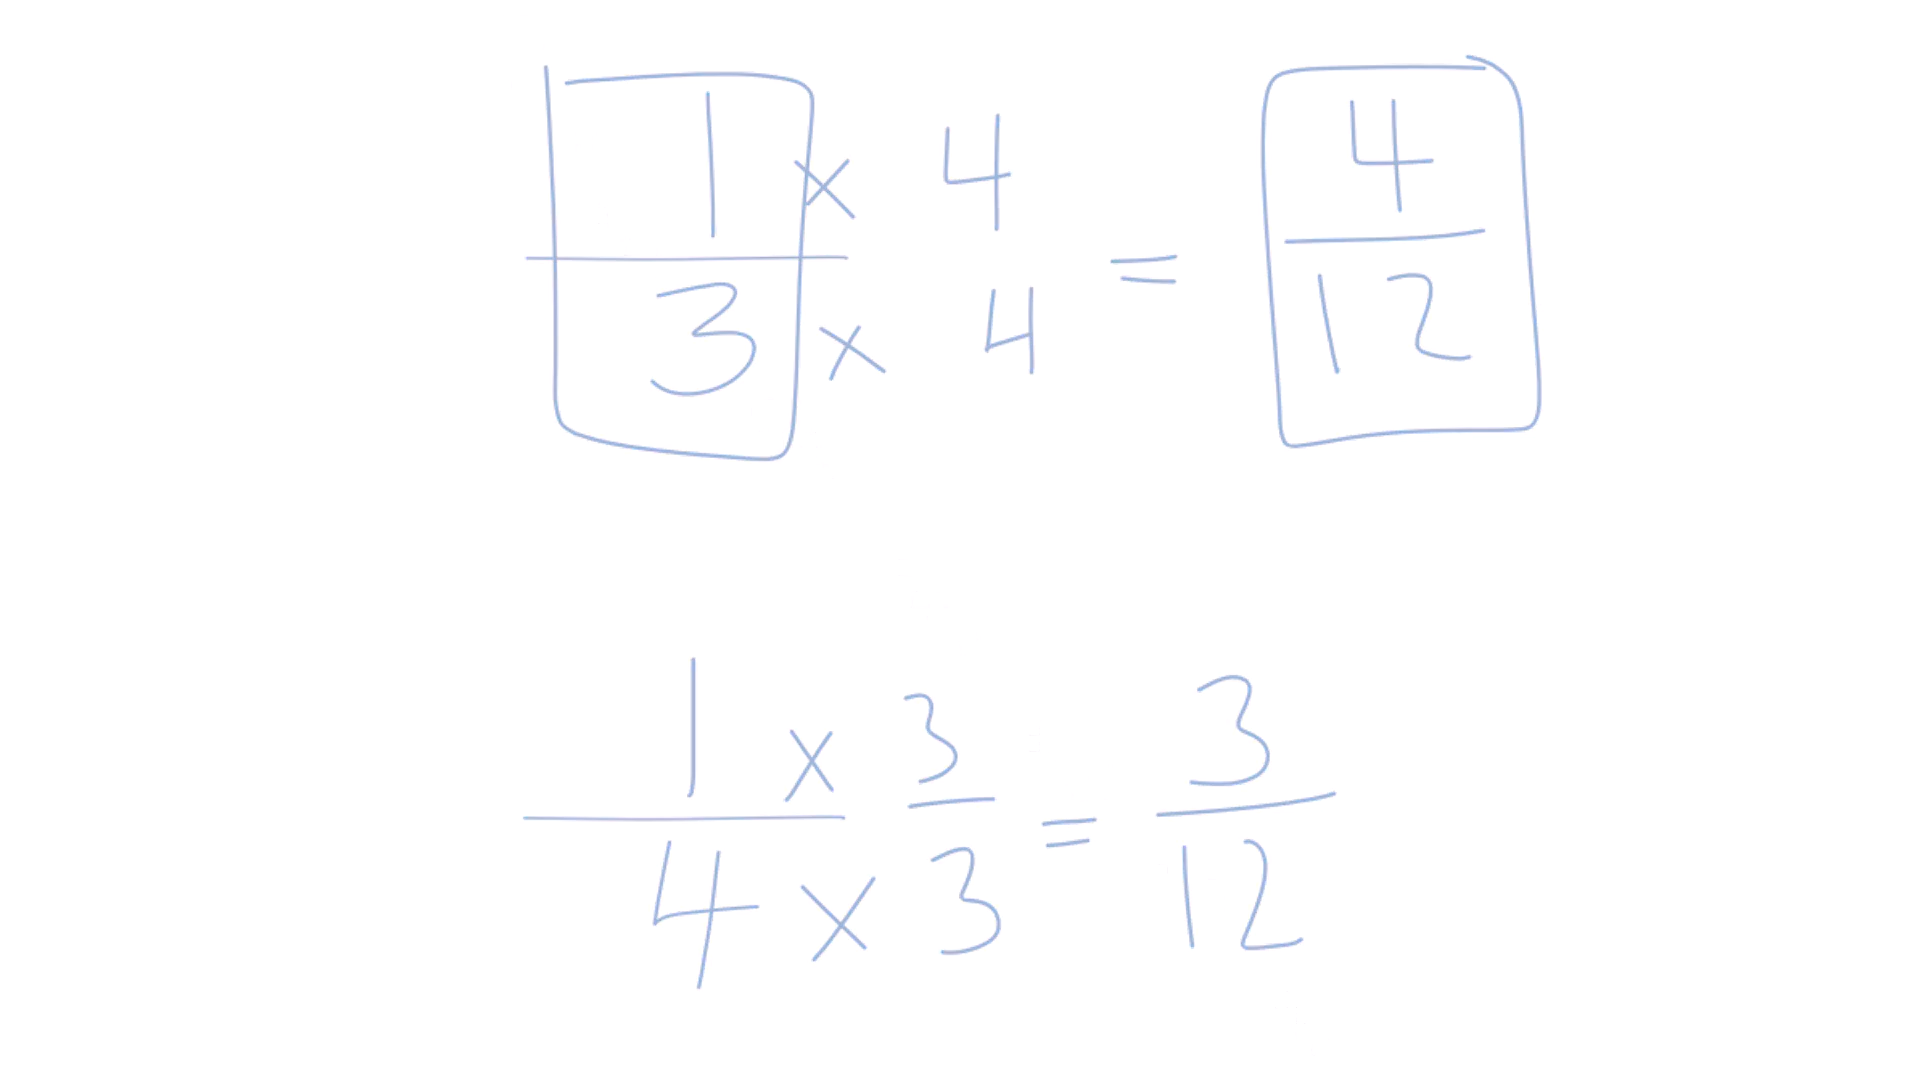 1 × 4 = 4
3 × 4 12
1 × 3 = 3
4 × 3 12